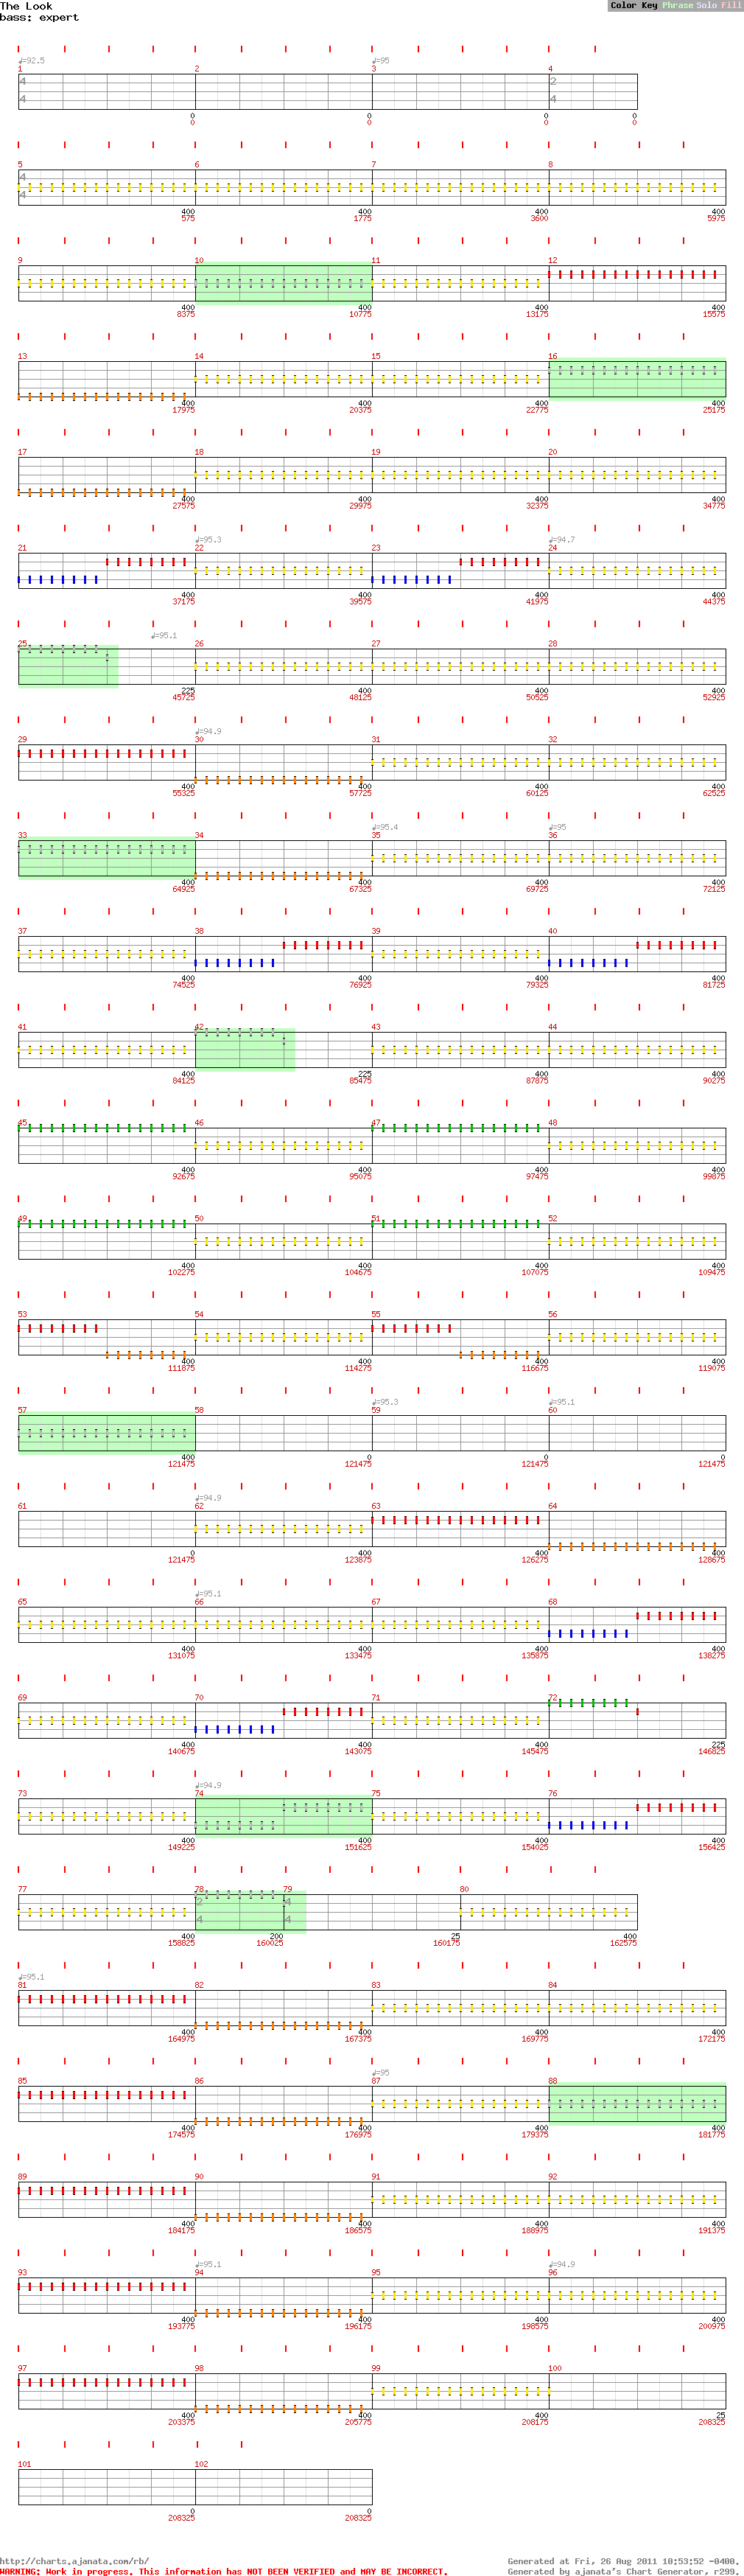 The Look
bass: expert
Color Key Phrase Solo Fill
♩=92.5 ♩=95
1 2 3 4
4 2
4 4
0 0 0
0 0 0
5 6 7 8
4
4
400 400 400 400
575 1775 3600 5975
9 10 11 12
400 400 400 400
8375 10775 13175 15575
13 14 15 16
400 400 400 400
17975 20375 22775 25175
17 18 19 20
400 400 400 400
27575 29975 32375 34775
♩=95.3 ♩=94.7
21 22 23 24
400 400 400 400
37175 39575 41975 44375
♩=95.1
25 26 27 28
225 400 400 400
45725 48125 50525 52925
♩=94.9
29 30 31 32
400 400 400 400
55325 57725 60125 62525
♩=95.4 ♩=95
33 34 35 36
400 400 400 400
64925 67325 69725 72125
37 38 39 40
400 400 400 400
74525 76925 79325 81725
41 42 43 44
400 225 400 400
84125 85475 87875 90275
45 46 47 48
400 400 400 400
92675 95075 97475 99875
49 50 51 52
400 400 400 400
102275 104675 107075 109475
53 54 55 56
400 400 400 400
111875 114275 116675 119075
♩=95.3 ♩=95.1
57 58 59 60
400 0 0 0
121475 121475 121475 121475
♩=94.9
61 62 63 64
0 400 400 400
121475 123875 126275 128675
♩=95.1
65 66 67 68
400 400 400 400
131075 133475 135875 138275
69 70 71 72
400 400 400 225
140675 143075 145475 146825
♩=94.9
73 74 75 76
400 400 400 400
149225 151625 154025 156425
77 78 79 80
2 4
4 4
400 200 25 400
158825 160025 160175 162575
♩=95.1
81 82 83 84
400 400 400 400
164975 167375 169775 172175
♩=95
85 86 87 88
400 400 400 400
174575 176975 179375 181775
89 90 91 92
400 400 400 400
184175 186575 188975 191375
♩=95.1 ♩=94.9
93 94 95 96
400 400 400 400
193775 196175 198575 200975
97 98 99 100
400 400 400 25
203375 205775 208175 208325
101 102
0 0
208325 208325
http://charts.ajanata.com/rb/ Generated at Fri, 26 Aug 2011 10:53:52 -0400.
WARNING: Work in progress. This information has NOT BEEN VERIFIED and MAY BE INCORRECT. Generated by ajanata's Chart Generator, r299.